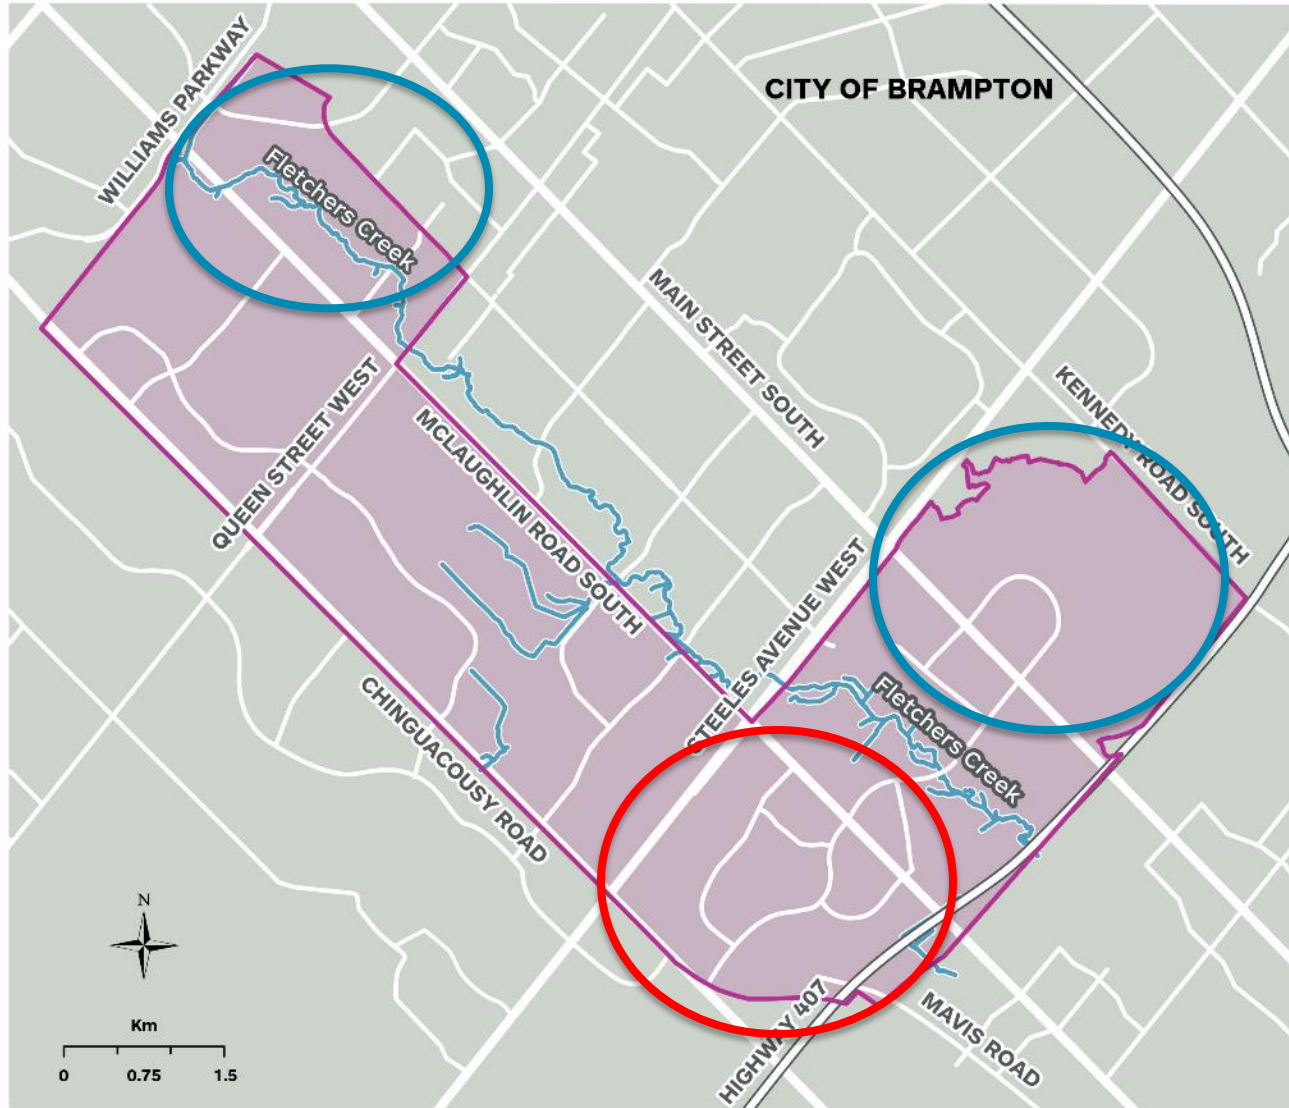 CITY OF BRAMPTON
WILLIAMS PARKWAY
Fletchers Creek
MAIN STREET SOUTH
KENNEDY ROAD SOUTH
QUEEN STREET WEST
MCLAUGHLIN ROAD SOUTH
STEELES AVENUE WEST
Fletchers Creek
CHINGUACOUSY ROAD
HIGHWAY 407
MAVIS ROAD
N
Km
0 0.75 1.5